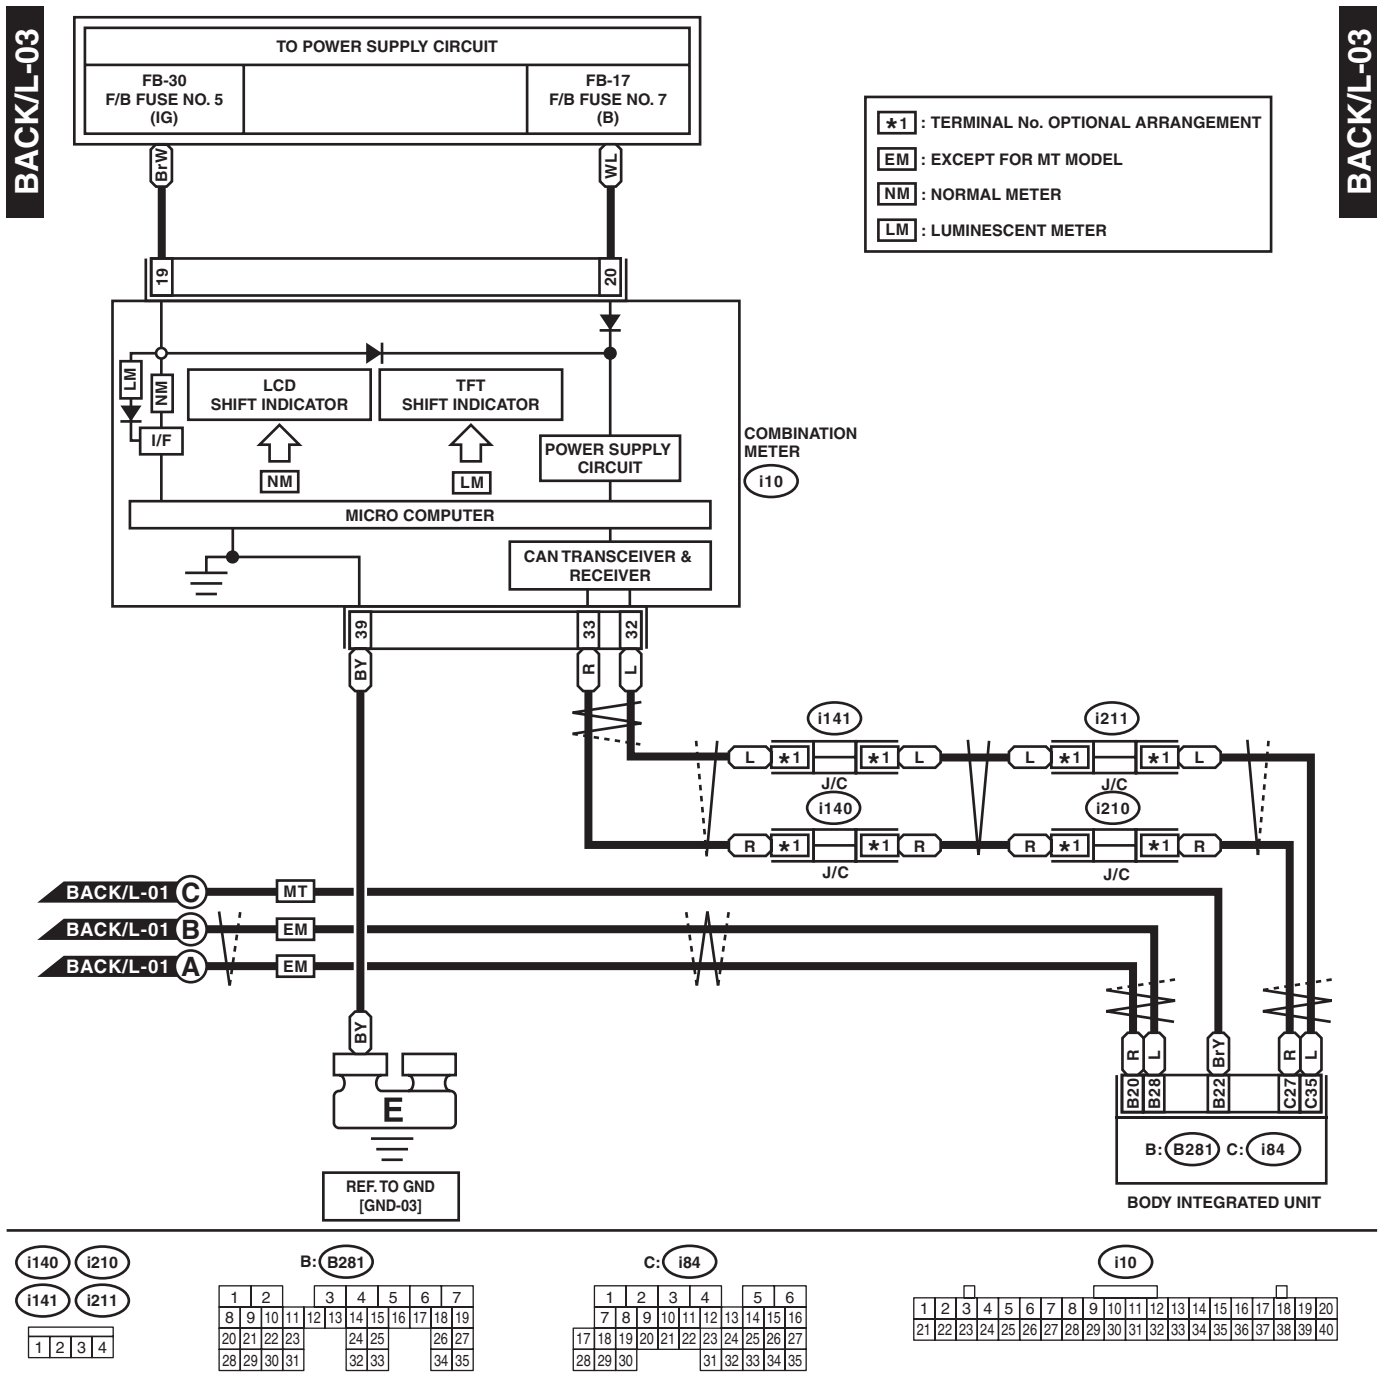 BACK/L-03
BACK/L-03
TO POWER SUPPLY CIRCUIT
FB-30
F/B FUSE NO. 5
(IG)
FB-17
F/B FUSE NO. 7
(B)
*1 : TERMINAL No. OPTIONAL ARRANGEMENT
EM : EXCEPT FOR MT MODEL
NM : NORMAL METER
LM : LUMINESCENT METER
BrW
WL
19
20
LM
NM
I/F
LCD
SHIFT INDICATOR
TFT
SHIFT INDICATOR
NM
LM
POWER SUPPLY
CIRCUIT
COMBINATION
METER
i10
MICRO COMPUTER
CAN TRANSCEIVER &
RECEIVER
39
33
32
BY
R
L
i141
i211
L *1 *1 L L *1 *1 L
J/C J/C
i140
i210
R *1 *1 R R *1 *1 R
J/C J/C
BACK/L-01 C MT
BACK/L-01 B EM
BACK/L-01 A EM
BY
E
REF. TO GND
[GND-03]
R L BrY R L
B20 B28 B22 C27 C35
B: B281 C: i84
BODY INTEGRATED UNIT
i140 i210
i141 i211
1 2 3 4
B: B281
1 2 3 4 5 6 7
8 9 10 11 12 13 14 15 16 17 18 19
20 21 22 23 24 25 26 27
28 29 30 31 32 33 34 35
C: i84
1 2 3 4 5 6
7 8 9 10 11 12 13 14 15 16
17 18 19 20 21 22 23 24 25 26 27
28 29 30 31 32 33 34 35
i10
1 2 3 4 5 6 7 8 9 10 11 12 13 14 15 16 17 18 19 20
21 22 23 24 25 26 27 28 29 30 31 32 33 34 35 36 37 38 39 40